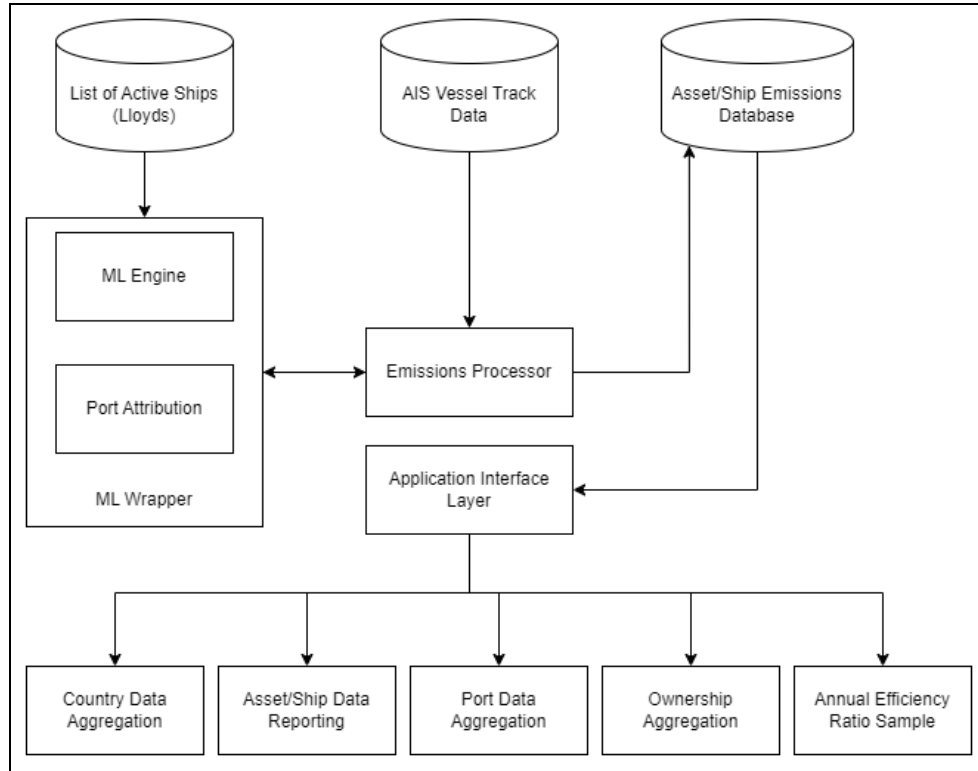 List of Active Ships
(Lloyds)
AIS Vessel Track
Data
Asset/Ship Emissions
Database
ML Engine
Port Attribution
ML Wrapper
Emissions Processor
Application Interface
Layer
Country Data
Aggregation
Asset/Ship Data
Reporting
Port Data
Aggregation
Ownership
Aggregation
Annual Efficiency
Ratio Sample